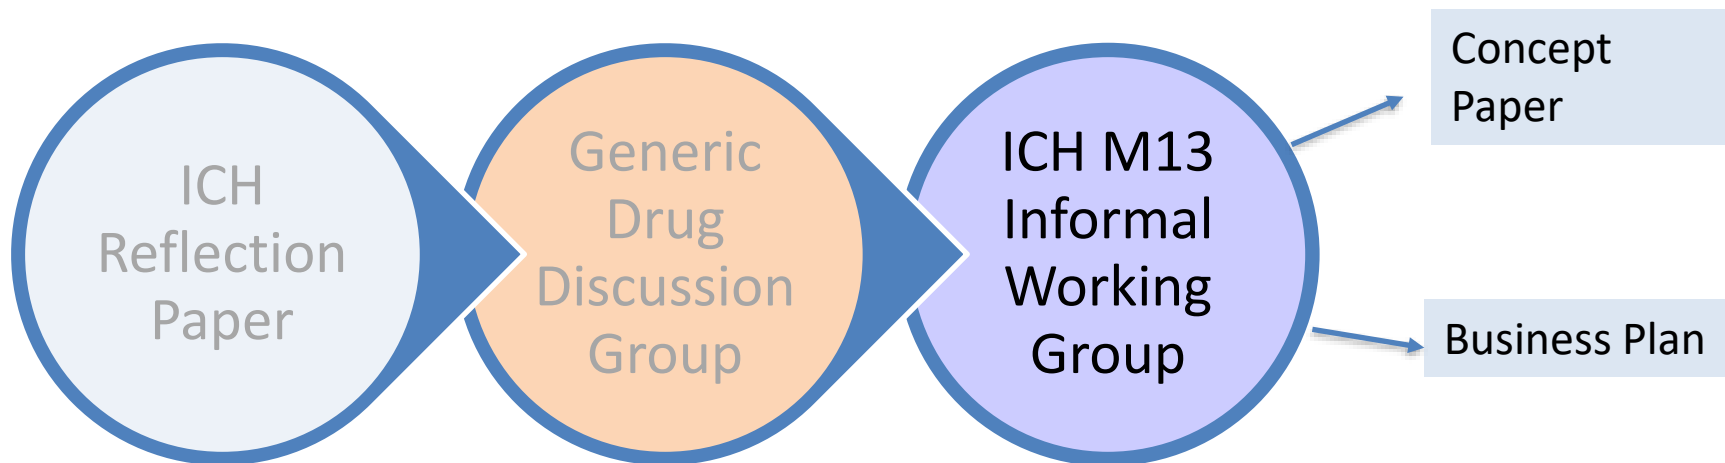 ICH
Reflection
Paper
Generic
Drug
Discussion
Group
ICH M13
Informal
Working
Group
Concept
Paper
Business Plan